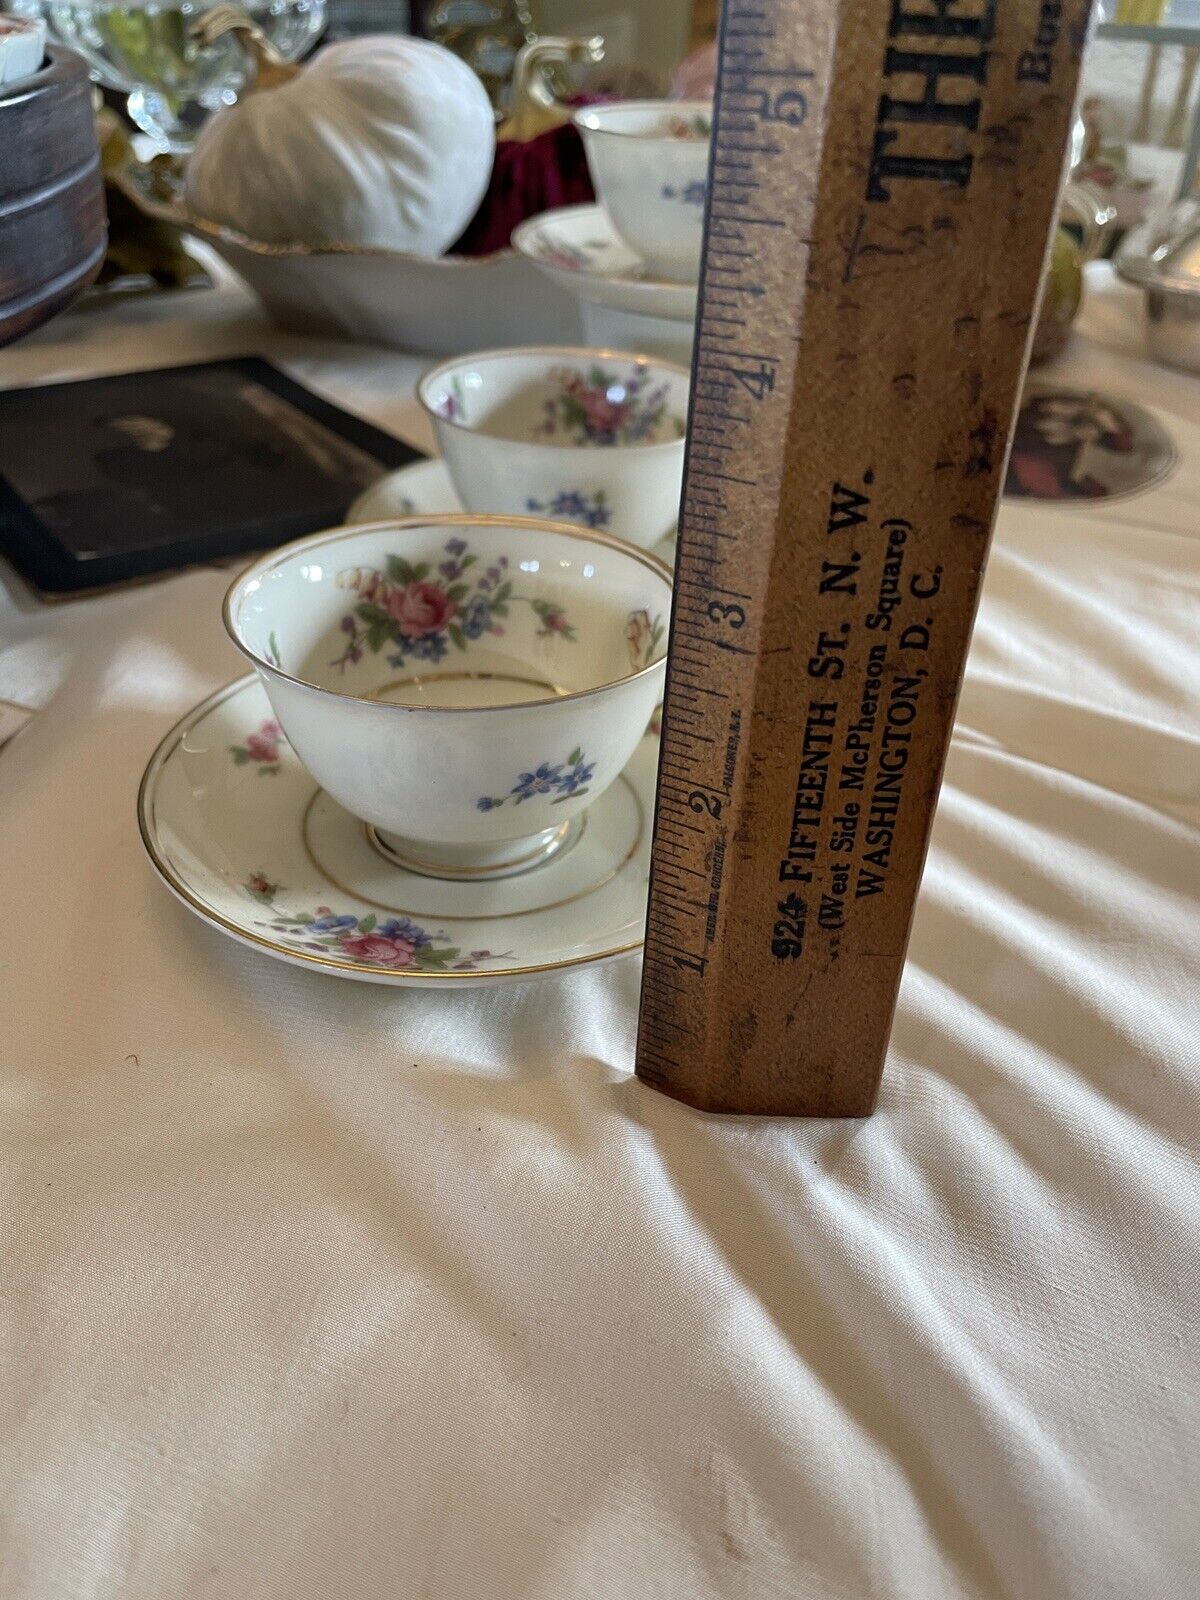 THE
924 FIFTEENTH ST. N. W.
(West Side McPherson Square)
WASHINGTON, D. C.
1 2 3 4 5